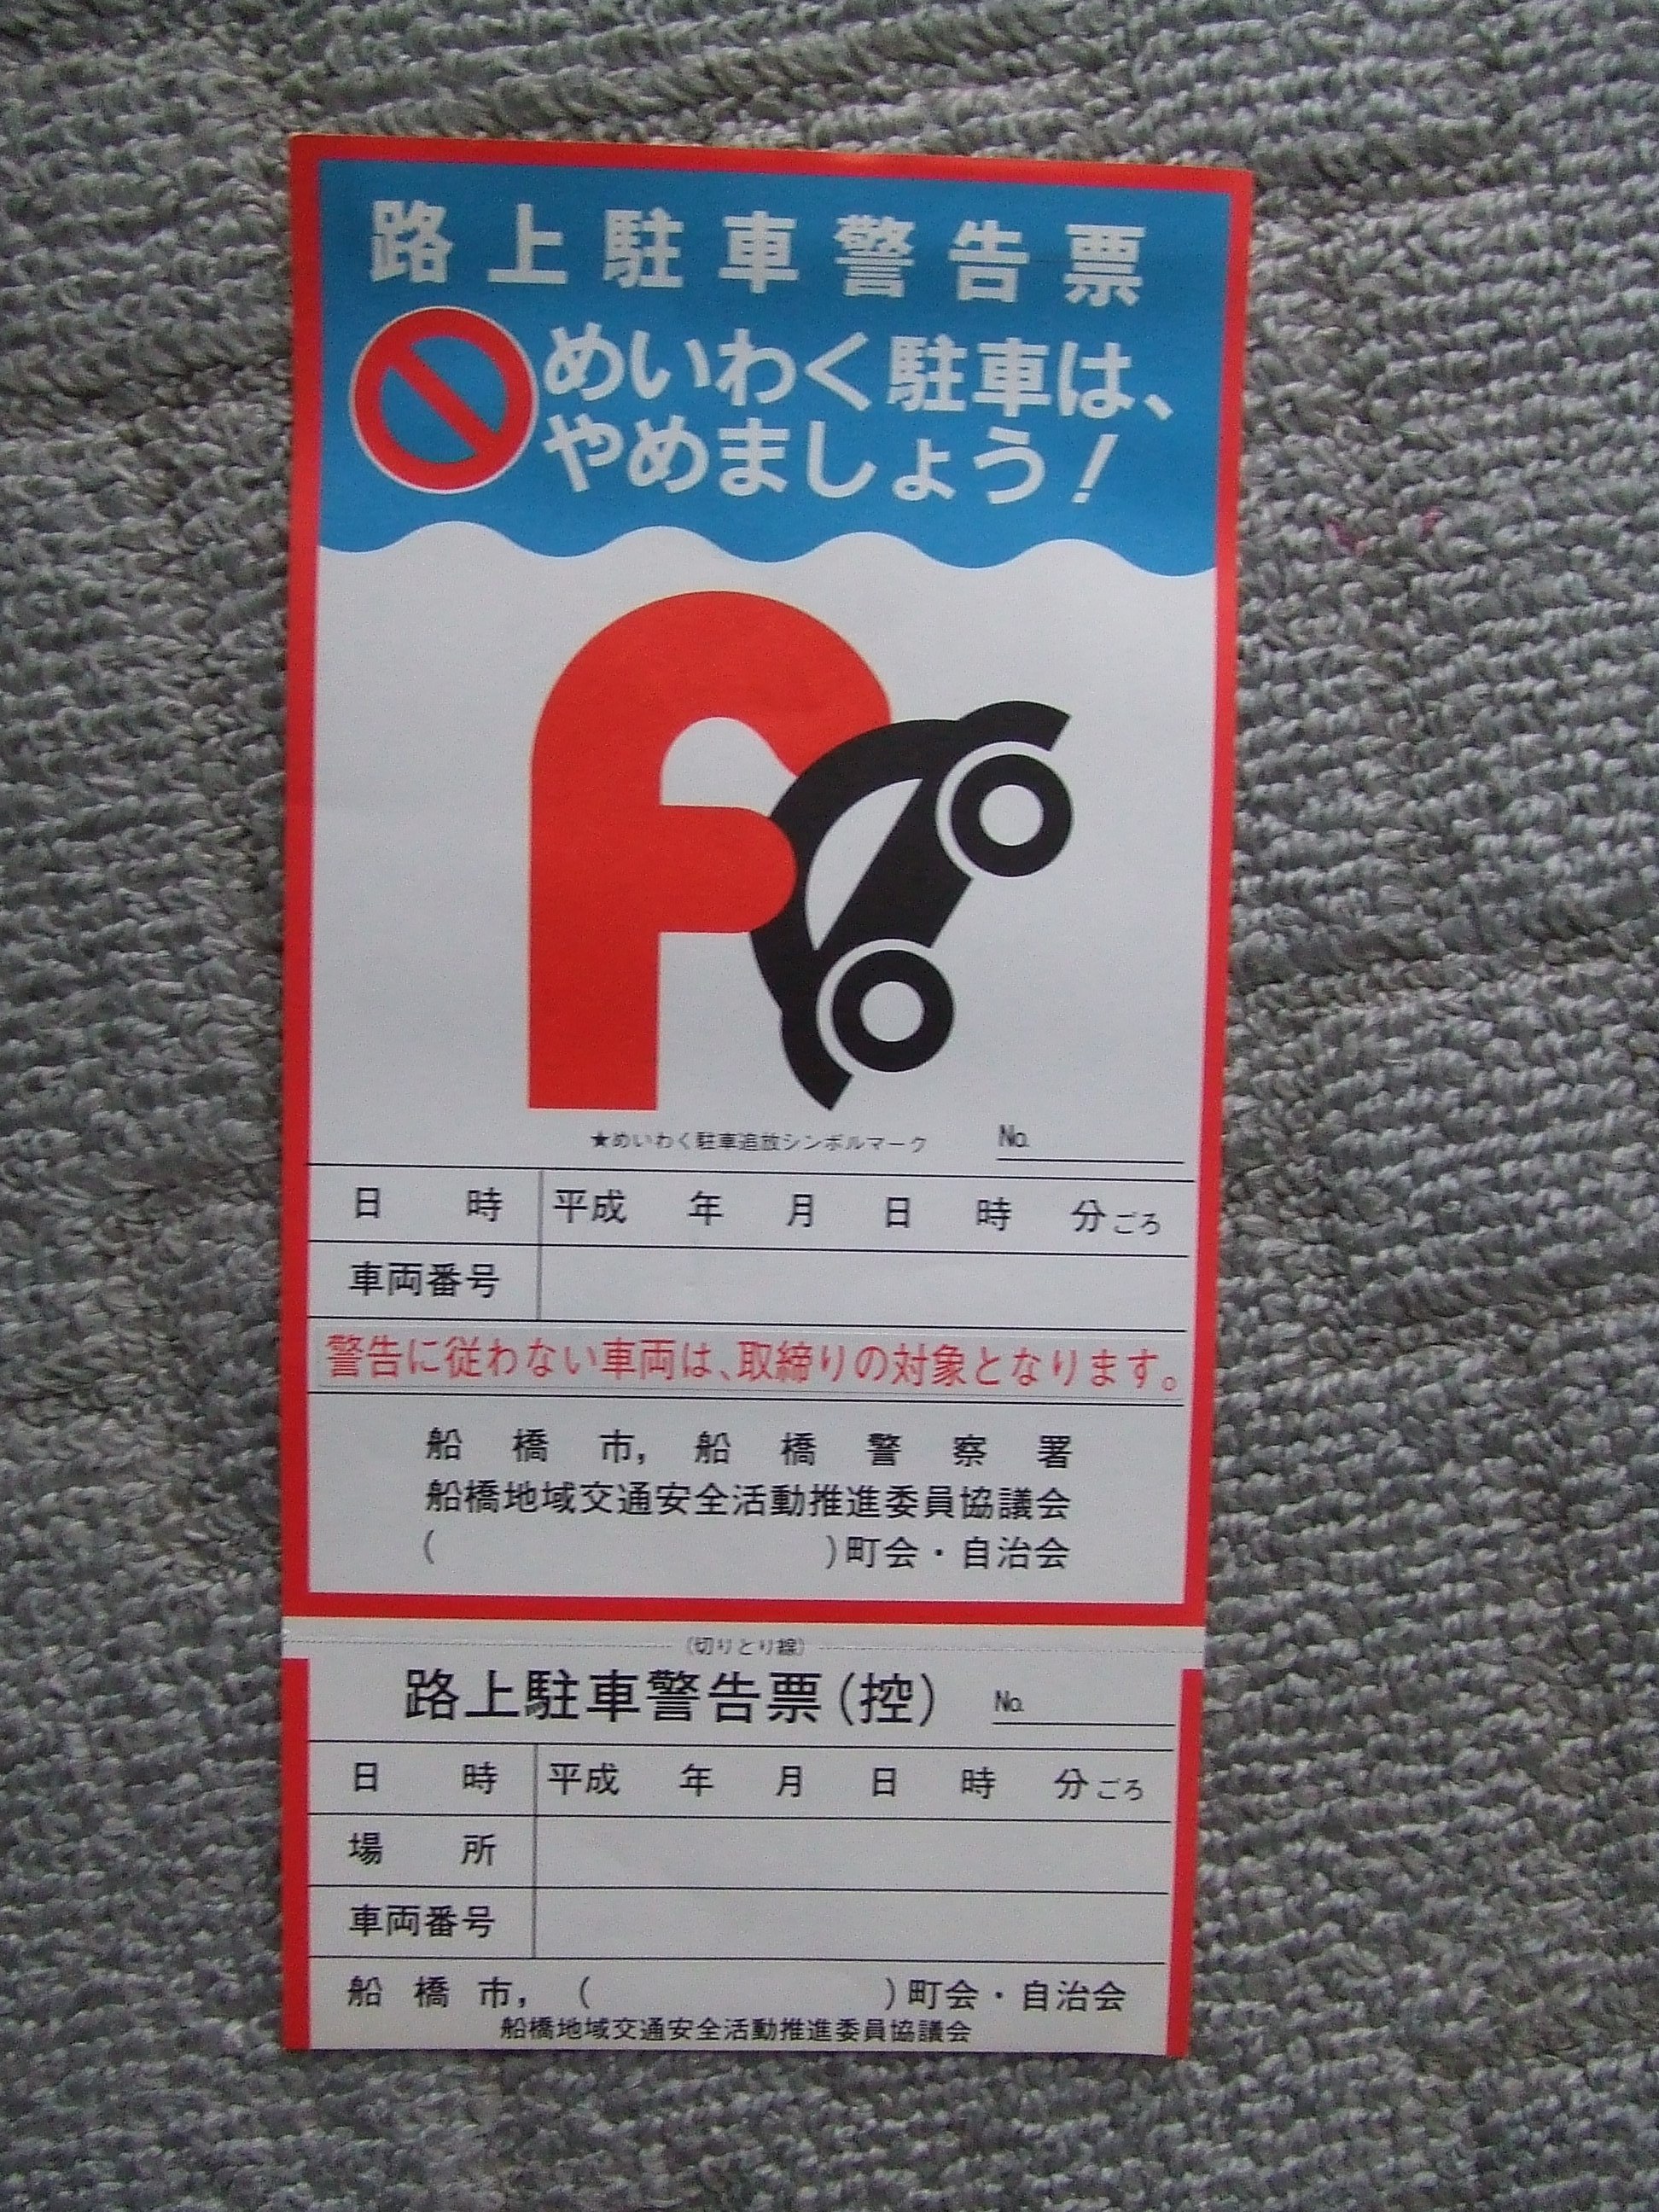 路上駐車警告票
めいわく駐車は、
やめましょう!
★めいわく駐車追放シンボルマーク No.
日時 平成 年 月 日 時 分ごろ
車両番号
警告に従わない車両は、取締りの対象となります。
船橋市，船橋警察署
船橋地域交通安全活動推進委員協議会
( )町会・自治会
(切りとり線)
路上駐車警告票(控) No.
日時 平成 年 月 日 時 分ごろ
場所
車両番号
船橋市，( )町会・自治会
船橋地域交通安全活動推進委員協議会